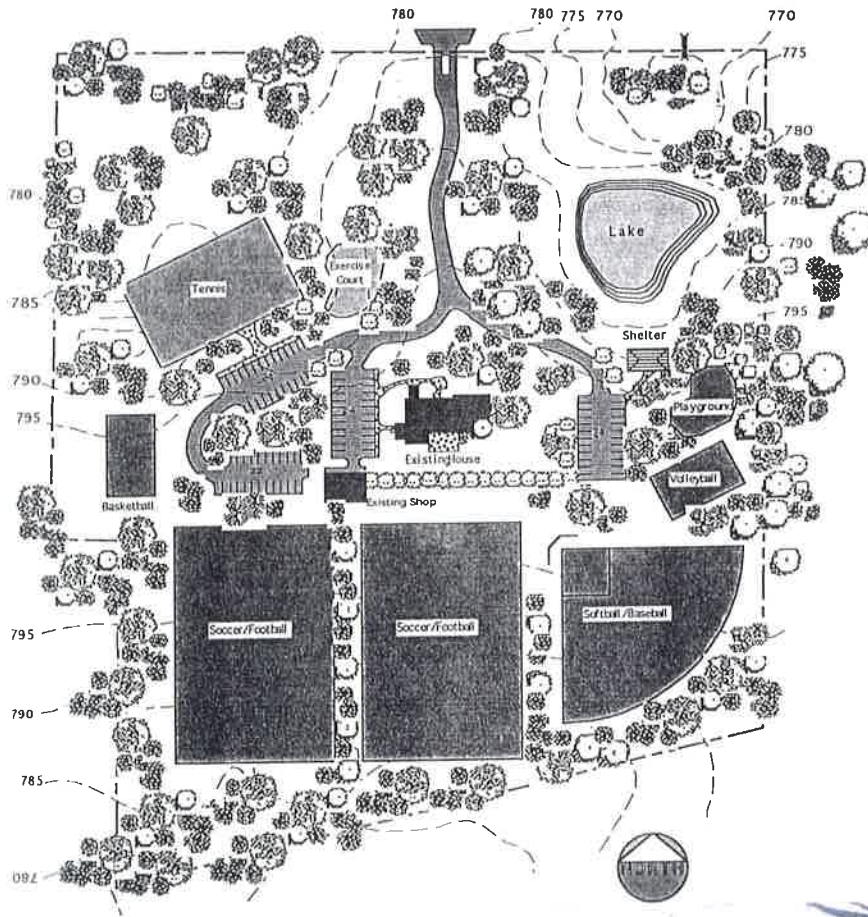 780
780
775
770
770
775
780
780
785
Lake
790
Exercise
Court
Tennis
785
795
Shelter
790
795
Playground
Existing House
Volleyball
Basketball
Existing Shop
795
Soccer/Football
Soccer/Football
Softball/Baseball
790
785
780
NORTH